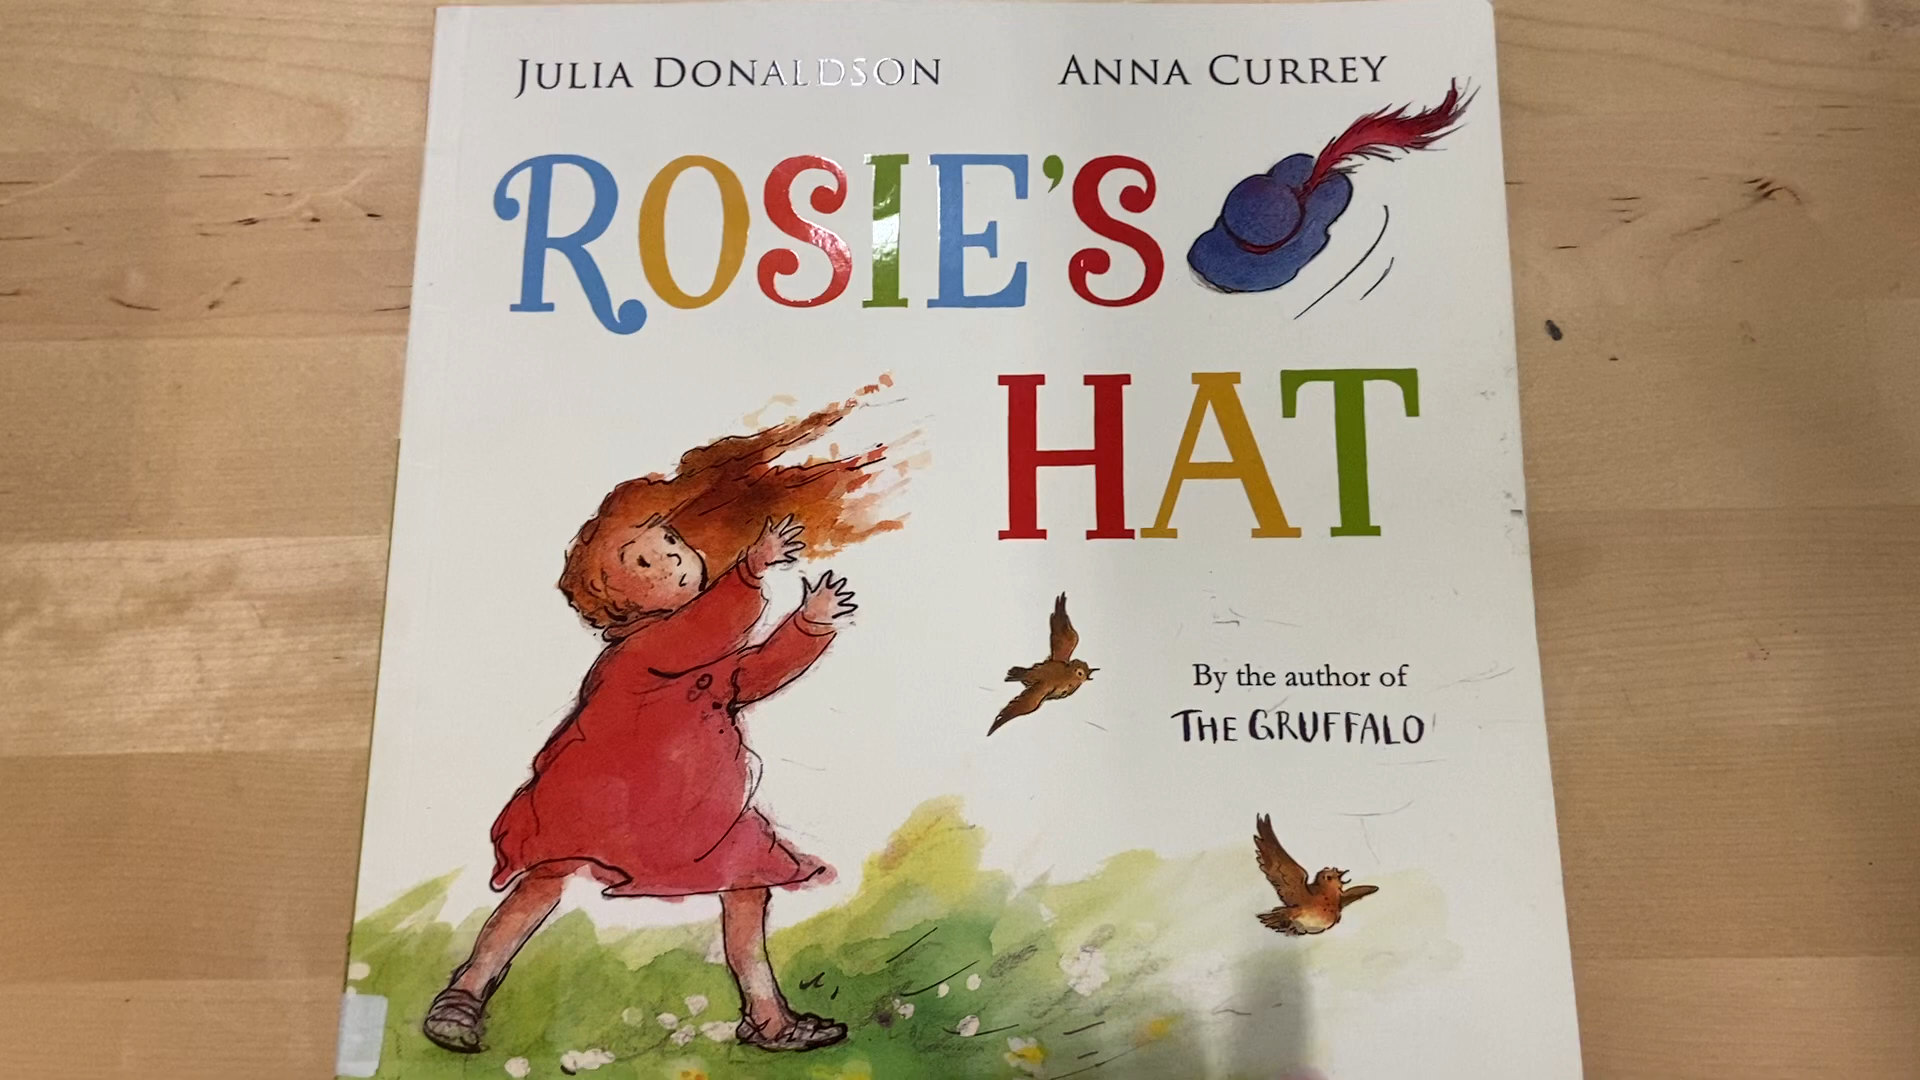 JULIA DONALDSON
ANNA CURREY
ROSIE'S
HAT
By the author of
THE GRUFFALO